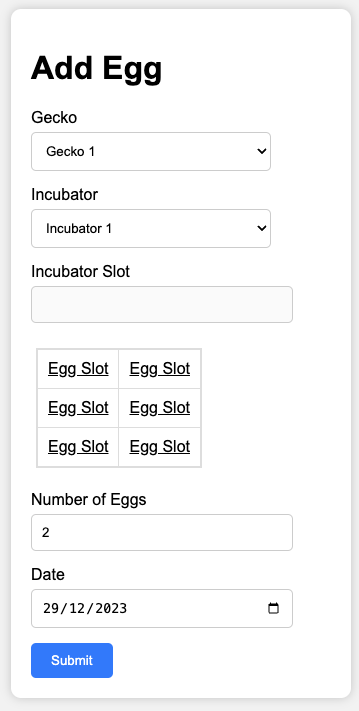 Add Egg
Gecko
Gecko 1
Incubator
Incubator 1
Incubator Slot
Egg Slot Egg Slot
Egg Slot Egg Slot
Egg Slot Egg Slot
Number of Eggs
2
Date
29/12/2023
Submit